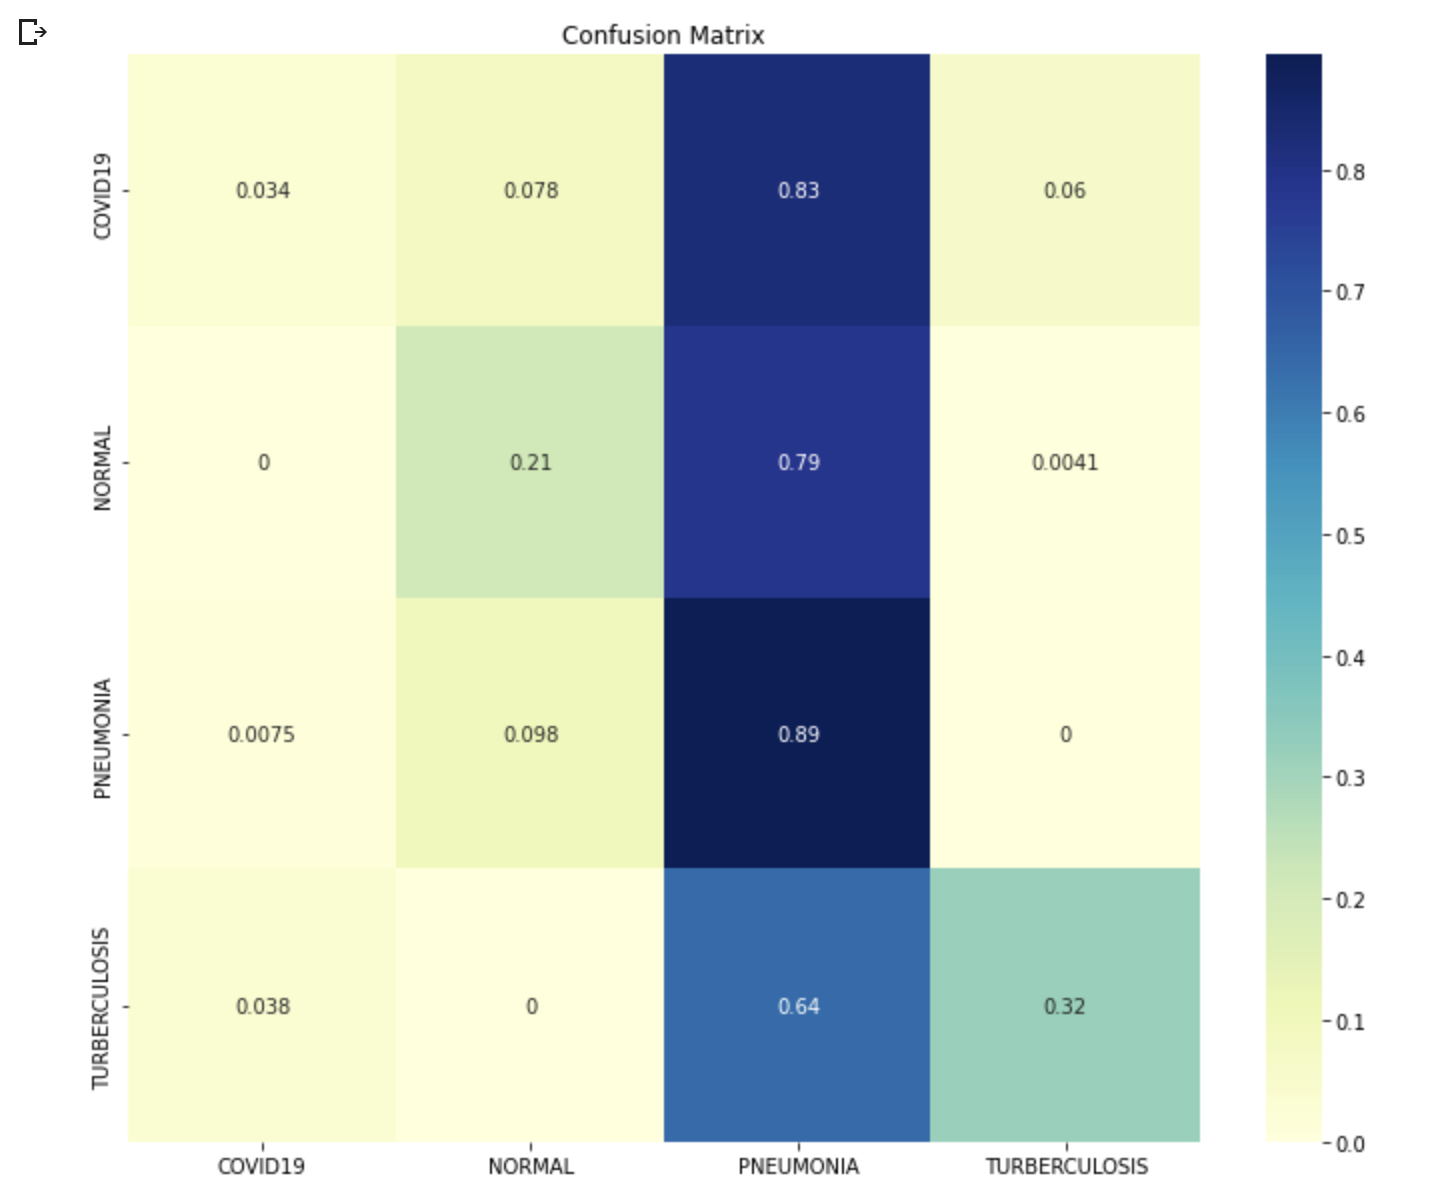 Confusion Matrix
COVID19
0.034 0.078 0.83 0.06
NORMAL
0 0.21 0.79 0.0041
PNEUMONIA
0.0075 0.098 0.89 0
TURBERCULOSIS
0.038 0 0.64 0.32
COVID19 NORMAL PNEUMONIA TURBERCULOSIS
0.8
0.7
0.6
0.5
0.4
0.3
0.2
0.1
0.0